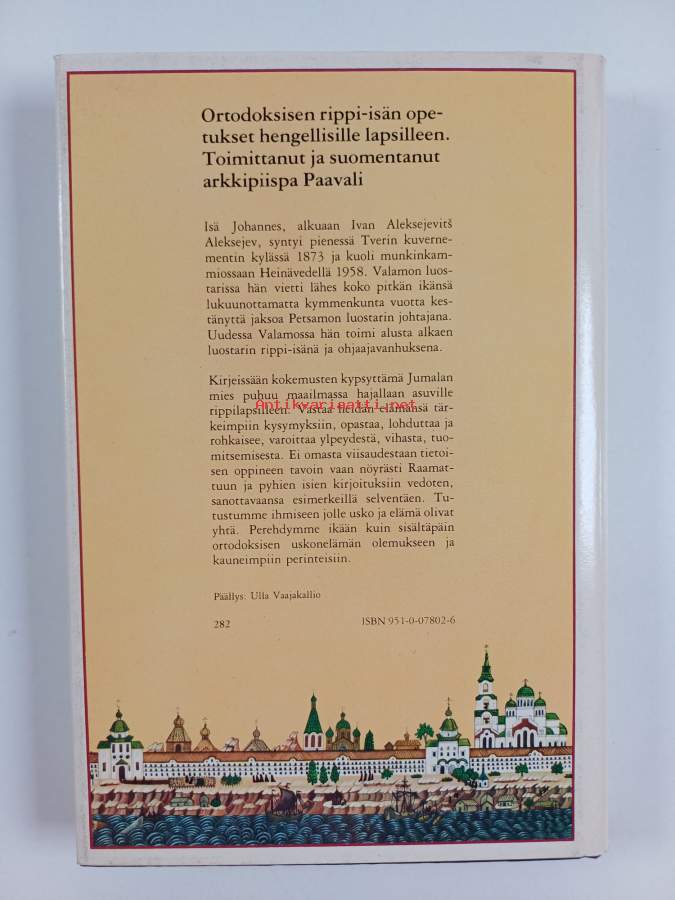 Ortodoksisen rippi-isän ope-
tukset hengellisille lapsilleen.
Toimittanut ja suomentanut
arkkipiispa Paavali
Isä Johannes, alkuaan Ivan Aleksejevitš
Aleksejev, syntyi pienessä Tverin kuverne-
mentin kylässä 1873 ja kuoli munkinkam-
miossaan Heinävedellä 1958. Valamon luos-
tarissa hän vietti lähes koko pitkän ikänsä
lukuunottamatta kymmenkunta vuotta kes-
tänyttä jaksoa Petsamon luostarin johtajana.
Uudessa Valamossa hän toimi alusta alkaen
luostarin rippi-isänä ja ohjaajavanhuksena.
Kirjeissään kokemusten kypsyttämä Jumalan
mies puhuu maailmassa hajallaan asuville
rippilapsilleen. Vastaa heidän elämänsä tär-
Antikvariaatti.net
keimpiin kysymyksiin, opastaa, lohduttaa ja
rohkaisee, varoittaa ylpeydestä, vihasta, tuo-
mitsemisesta. Ei omasta viisaudestaan tietoi-
sen oppineen tavoin vaan nöyrästi Raamat-
tuun ja pyhien isien kirjoituksiin vedoten,
sanottavaansa esimerkeillä selventäen. Tu-
tustumme ihmiseen jolle usko ja elämä olivat
yhtä. Perehdymme ikään kuin sisältäpäin
ortodoksisen uskonelämän olemukseen ja
kauneimpiin perinteisiin.
Päällys: Ulla Vaajakallio
282 ISBN 951-0-07802-6